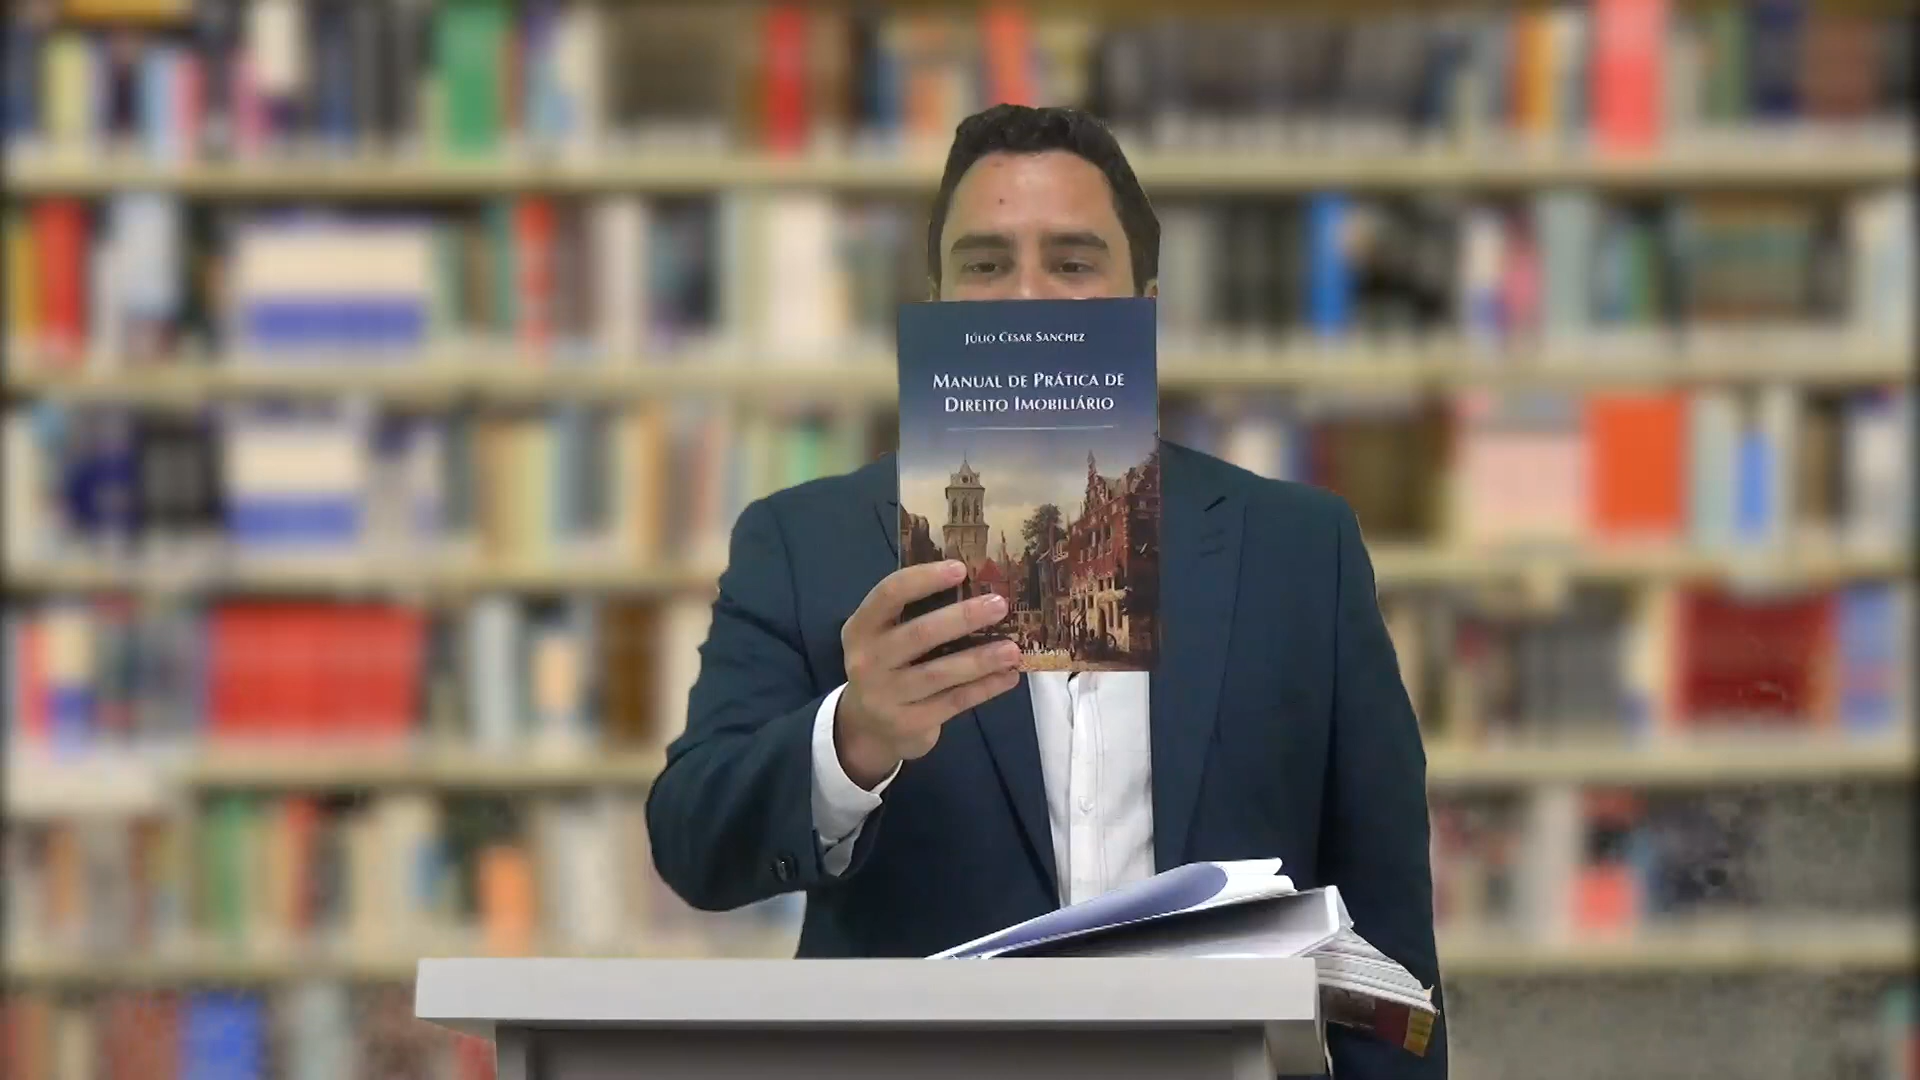 JÚLIO CESAR SANCHEZ
MANUAL DE PRÁTICA DE
DIREITO IMOBILIÁRIO